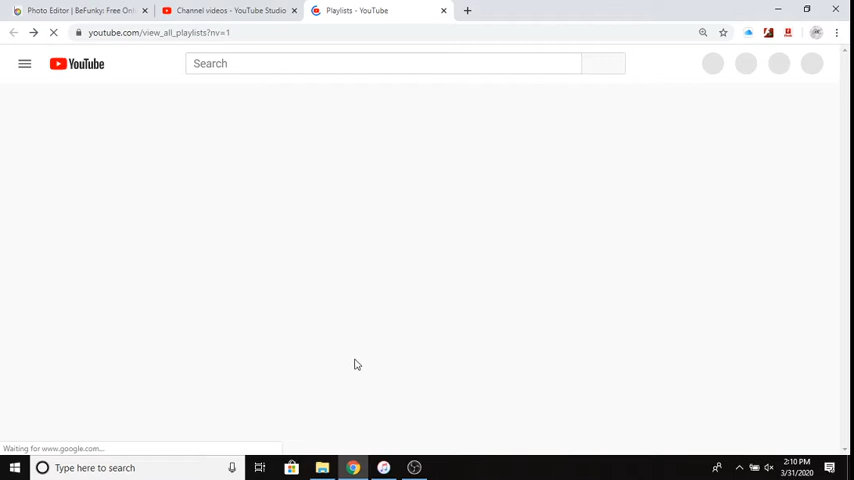 Photo Editor | BeFunky: Free Onl
Channel videos - YouTube Studio
Playlists - YouTube
youtube.com/view_all_playlists?nv=1
YouTube
Search
Waiting for www.google.com...
Type here to search
2:10 PM
3/31/2020